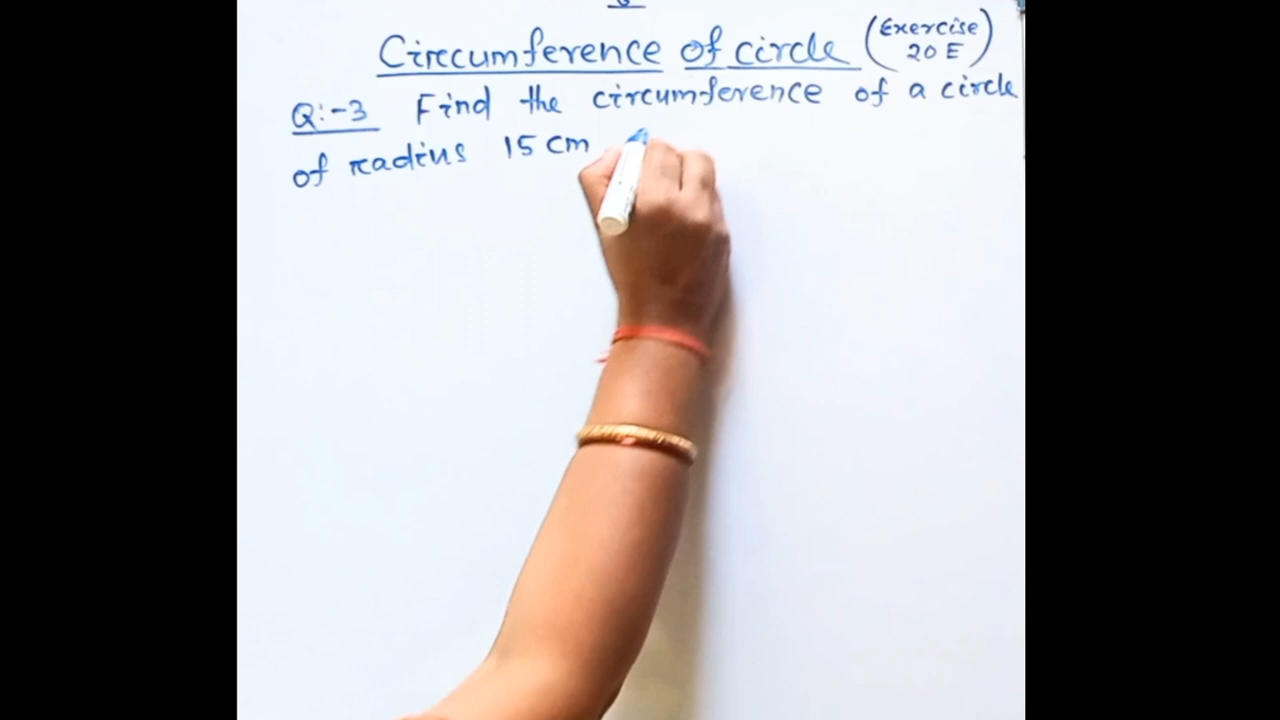 Circumference of circle (Exercise
20 E)
Q:-3 Find the circumference of a circle
of radius 15 cm